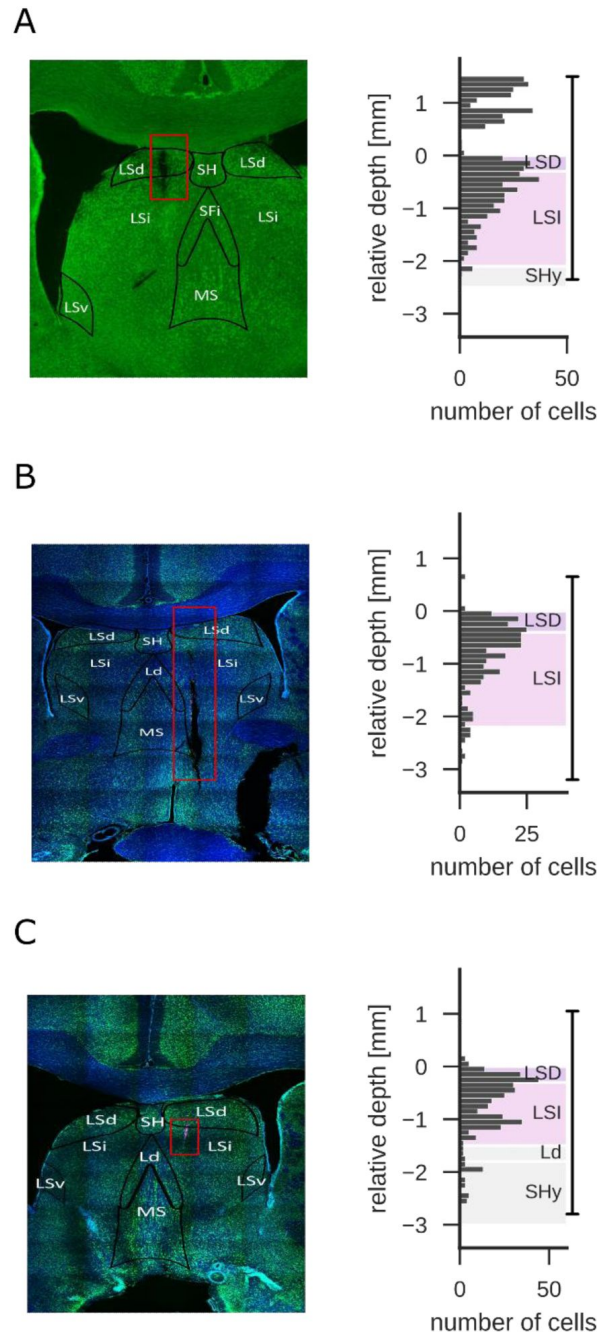 A
LSd
SH
LSd
LSi
SFi
LSi
MS
LSv
relative depth [mm]
1
0
−1
−2
−3
LSD
LSI
SHy
0
50
number of cells
B
LSd
SH
LSd
LSi
Ld
LSi
LSv
LSv
MS
relative depth [mm]
1
0
−1
−2
−3
LSD
LSI
0
25
number of cells
C
LSd
SH
LSd
LSi
LSi
Ld
LSv
LSv
MS
relative depth [mm]
1
0
−1
−2
−3
LSD
LSI
Ld
SHy
0
50
number of cells